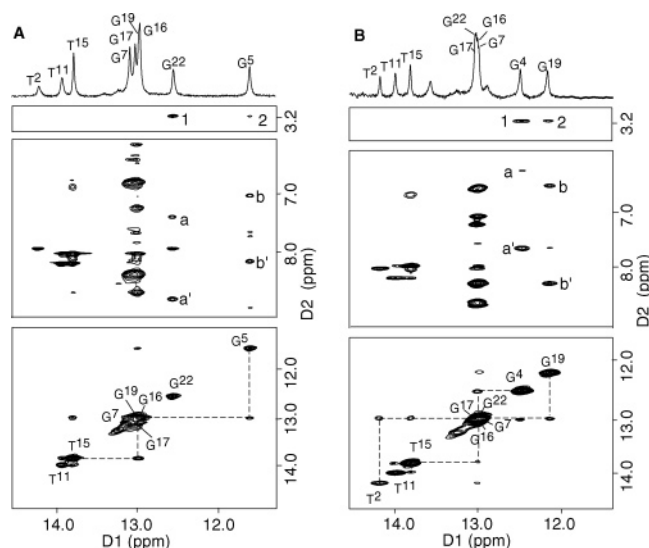 A
T2
T11
T15
G7
G17
G19
G16
G22
G5
1
2
3.2
a
b
a'
b'
7.0
8.0
D2 (ppm)
G5
G22
G19
G16
G7
G17
T15
T11
12.0
13.0
14.0
14.0 13.0 12.0
D1 (ppm)
B
T2
T11
T15
G22
G16
G17
G7
G4
G19
1
2
3.2
a
b
a'
b'
7.0
8.0
D2 (ppm)
G4
G19
G17
G22
G7
G16
T15
T2
T11
12.0
13.0
14.0
14.0 13.0 12.0
D1 (ppm)